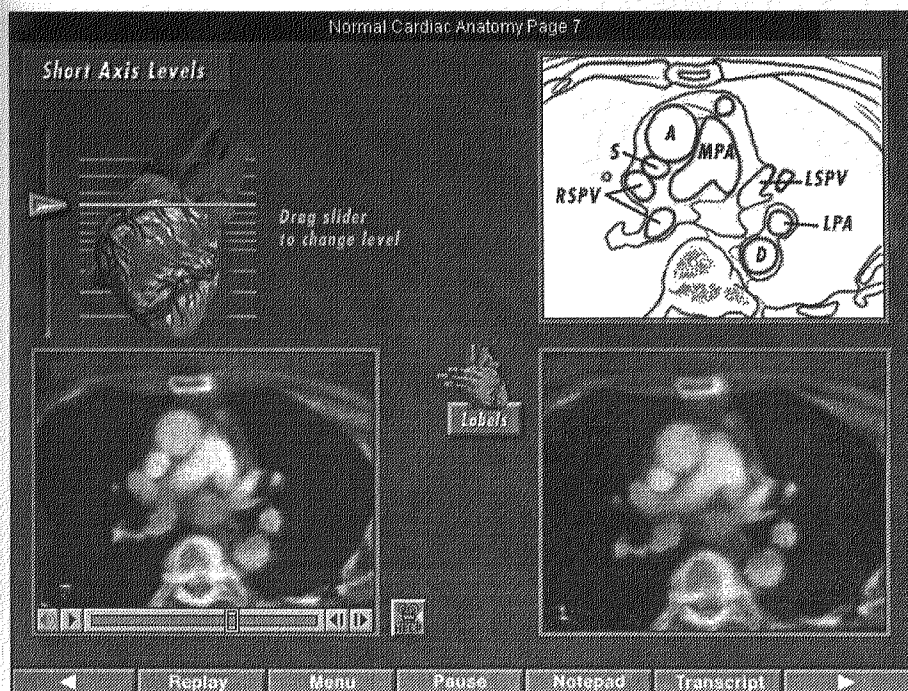 Normal Cardiac Anatomy Page 7
Short Axis Levels
Drag slider
to change level
A
MPA
S
RSPV
LSPV
LPA
D
Labels
Replay
Menu
Pause
Notepad
Transcript